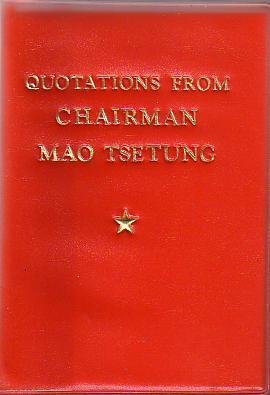 QUOTATIONS FROM
CHAIRMAN
MAO TSETUNG